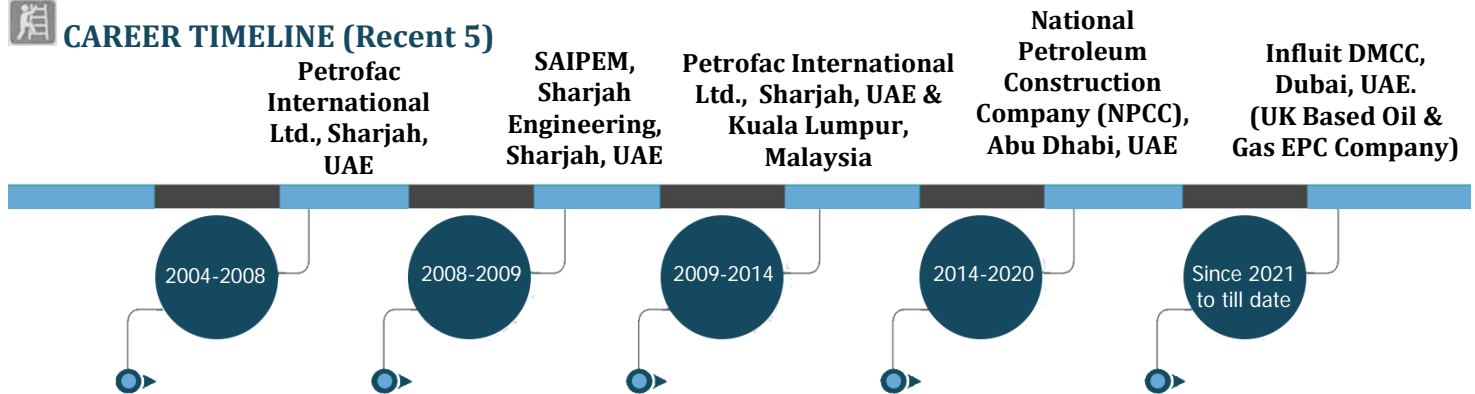 CAREER TIMELINE (Recent 5)
Petrofac
International
Ltd., Sharjah,
UAE
SAIPEM,
Sharjah
Engineering,
Sharjah, UAE
Petrofac International
Ltd., Sharjah, UAE &
Kuala Lumpur,
Malaysia
National
Petroleum
Construction
Company (NPCC),
Abu Dhabi, UAE
Influit DMCC,
Dubai, UAE.
(UK Based Oil &
Gas EPC Company)
2004-2008
2008-2009
2009-2014
2014-2020
Since 2021
to till date